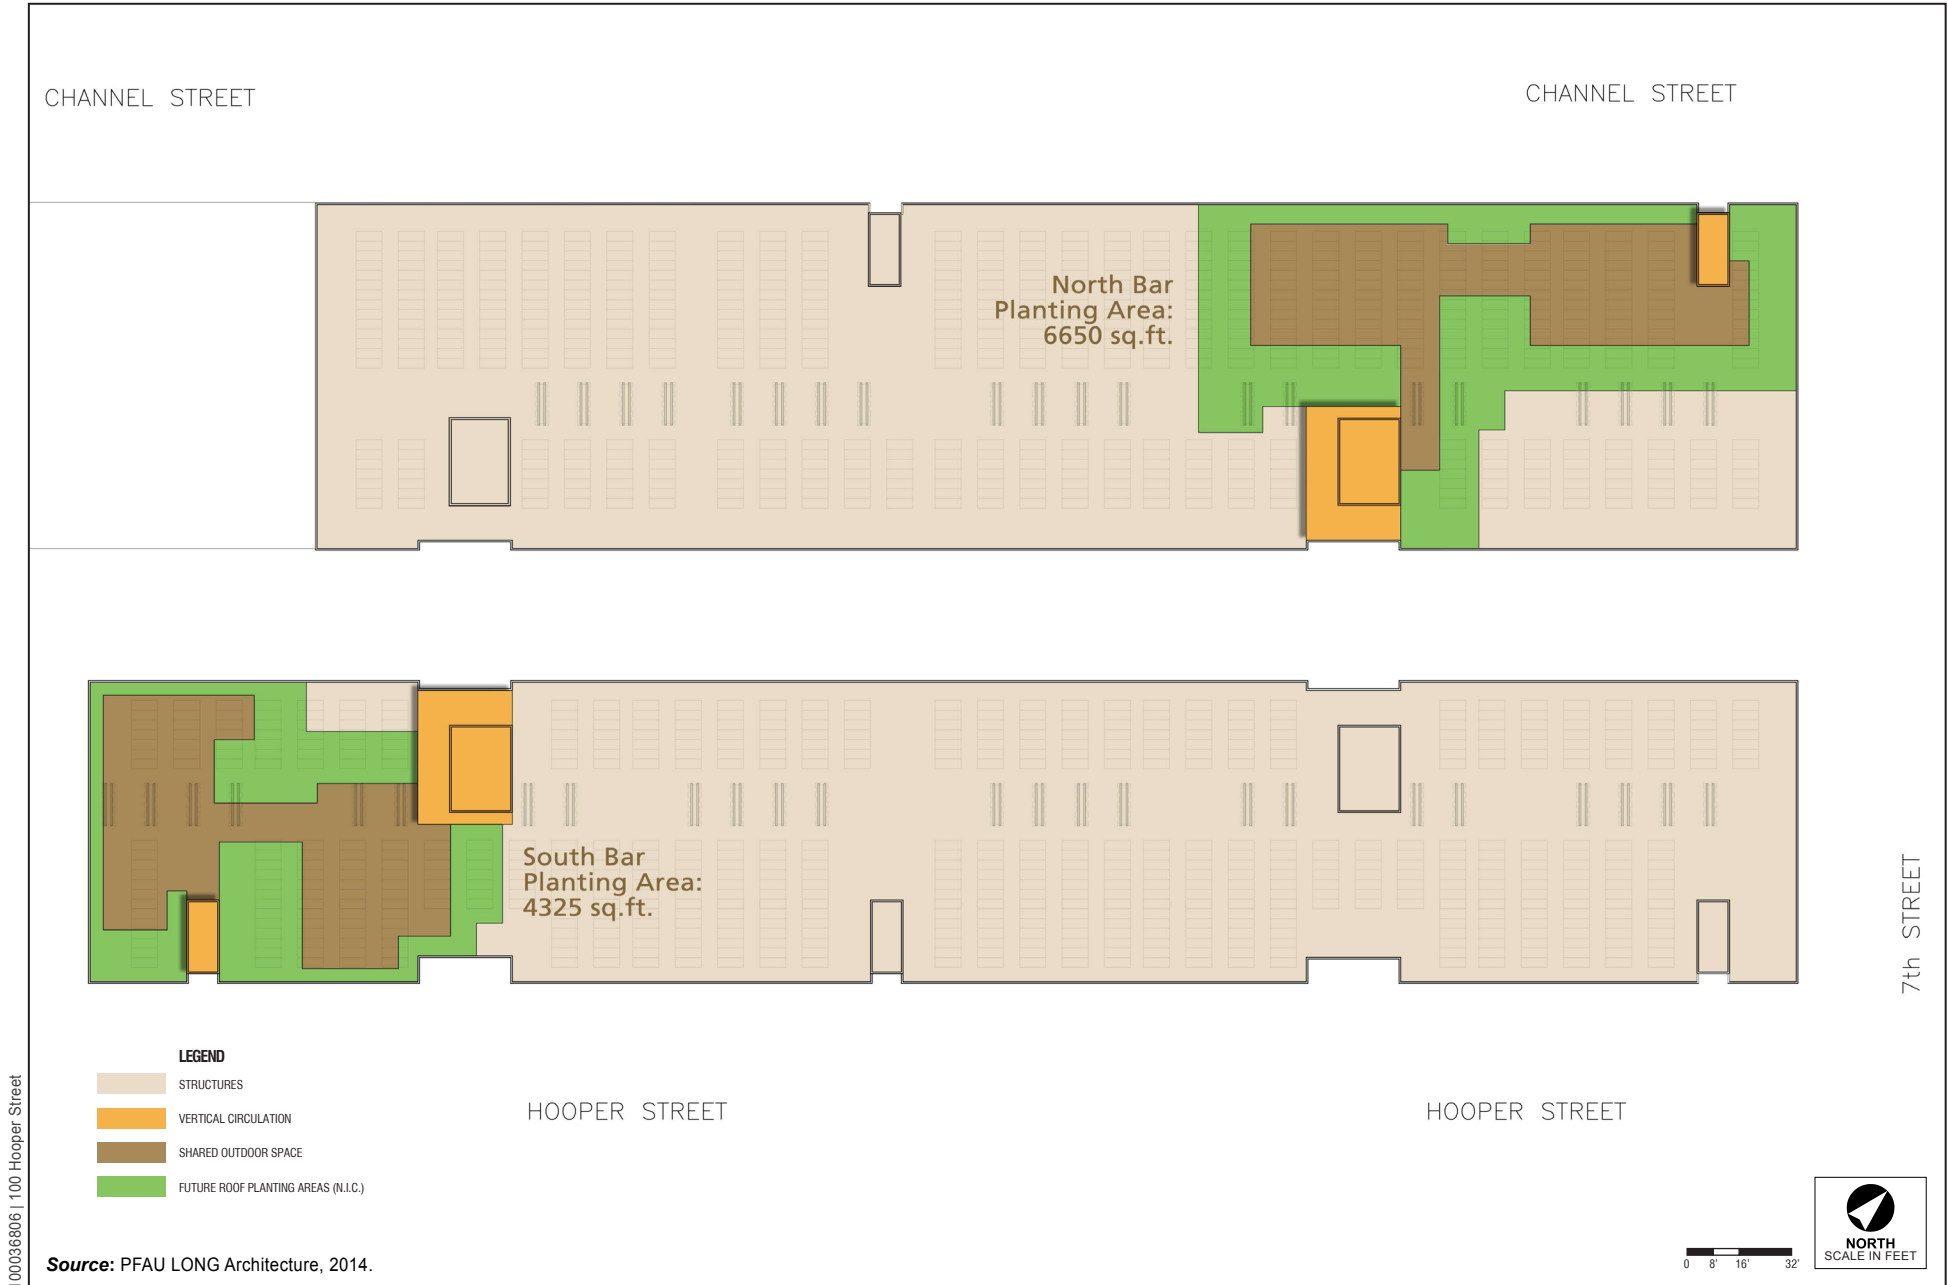 CHANNEL STREET
CHANNEL STREET
North Bar
Planting Area:
6650 sq.ft.
South Bar
Planting Area:
4325 sq.ft.
7th STREET
LEGEND
STRUCTURES
VERTICAL CIRCULATION
SHARED OUTDOOR SPACE
FUTURE ROOF PLANTING AREAS (N.I.C.)
HOOPER STREET
HOOPER STREET
100036806 | 100 Hooper Street
Source: PFAU LONG Architecture, 2014.
0 8' 16' 32'
NORTH
SCALE IN FEET